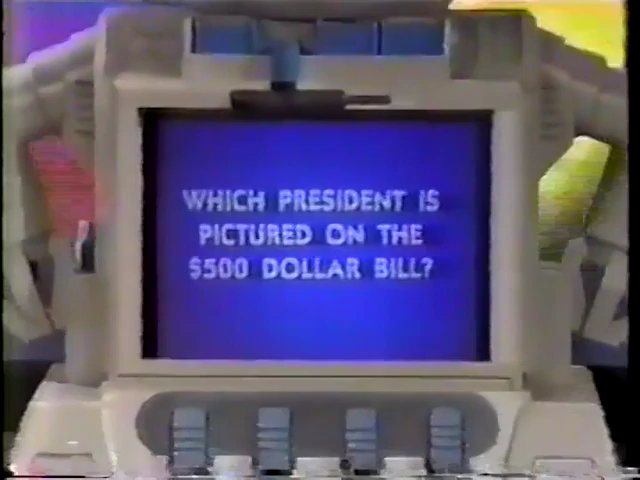 WHICH PRESIDENT IS
PICTURED ON THE
$500 DOLLAR BILL?